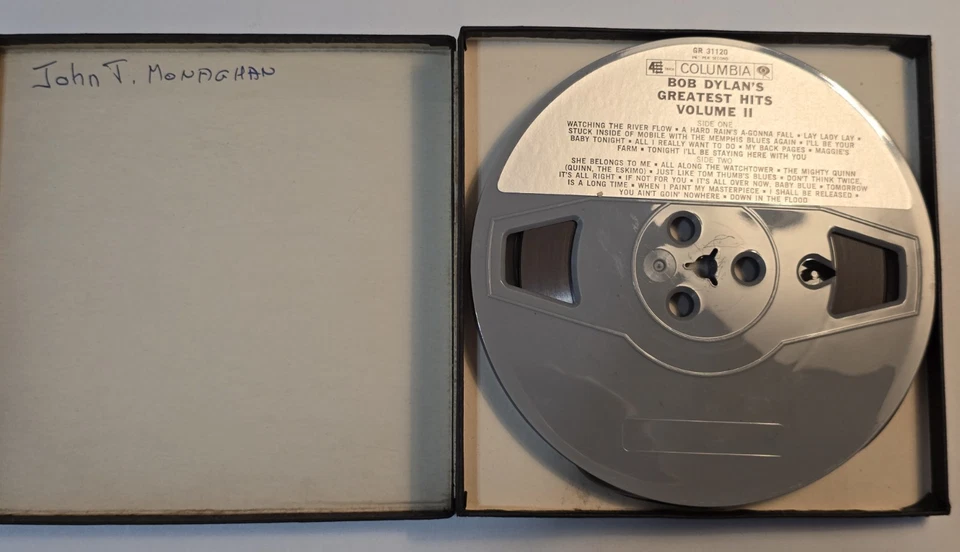 John T. MONAGHAN
GR 31120
COLUMBIA
BOB DYLAN'S
GREATEST HITS
VOLUME II
SIDE ONE
WATCHING THE RIVER FLOW • A HARD RAIN'S A-GONNA FALL • LAY LADY LAY •
STUCK INSIDE OF MOBILE WITH THE MEMPHIS BLUES AGAIN • I'LL BE YOUR
BABY TONIGHT • ALL I REALLY WANT TO DO • MY BACK PAGES • MAGGIE'S
FARM • TONIGHT I'LL BE STAYING HERE WITH YOU
SIDE TWO
SHE BELONGS TO ME • ALL ALONG THE WATCHTOWER • THE MIGHTY QUINN
(QUINN, THE ESKIMO) • JUST LIKE TOM THUMB'S BLUES • DON'T THINK TWICE,
IT'S ALL RIGHT • IF NOT FOR YOU • IT'S ALL OVER NOW, BABY BLUE • TOMORROW
IS A LONG TIME • WHEN I PAINT MY MASTERPIECE • I SHALL BE RELEASED •
YOU AIN'T GOIN' NOWHERE • DOWN IN THE FLOOD